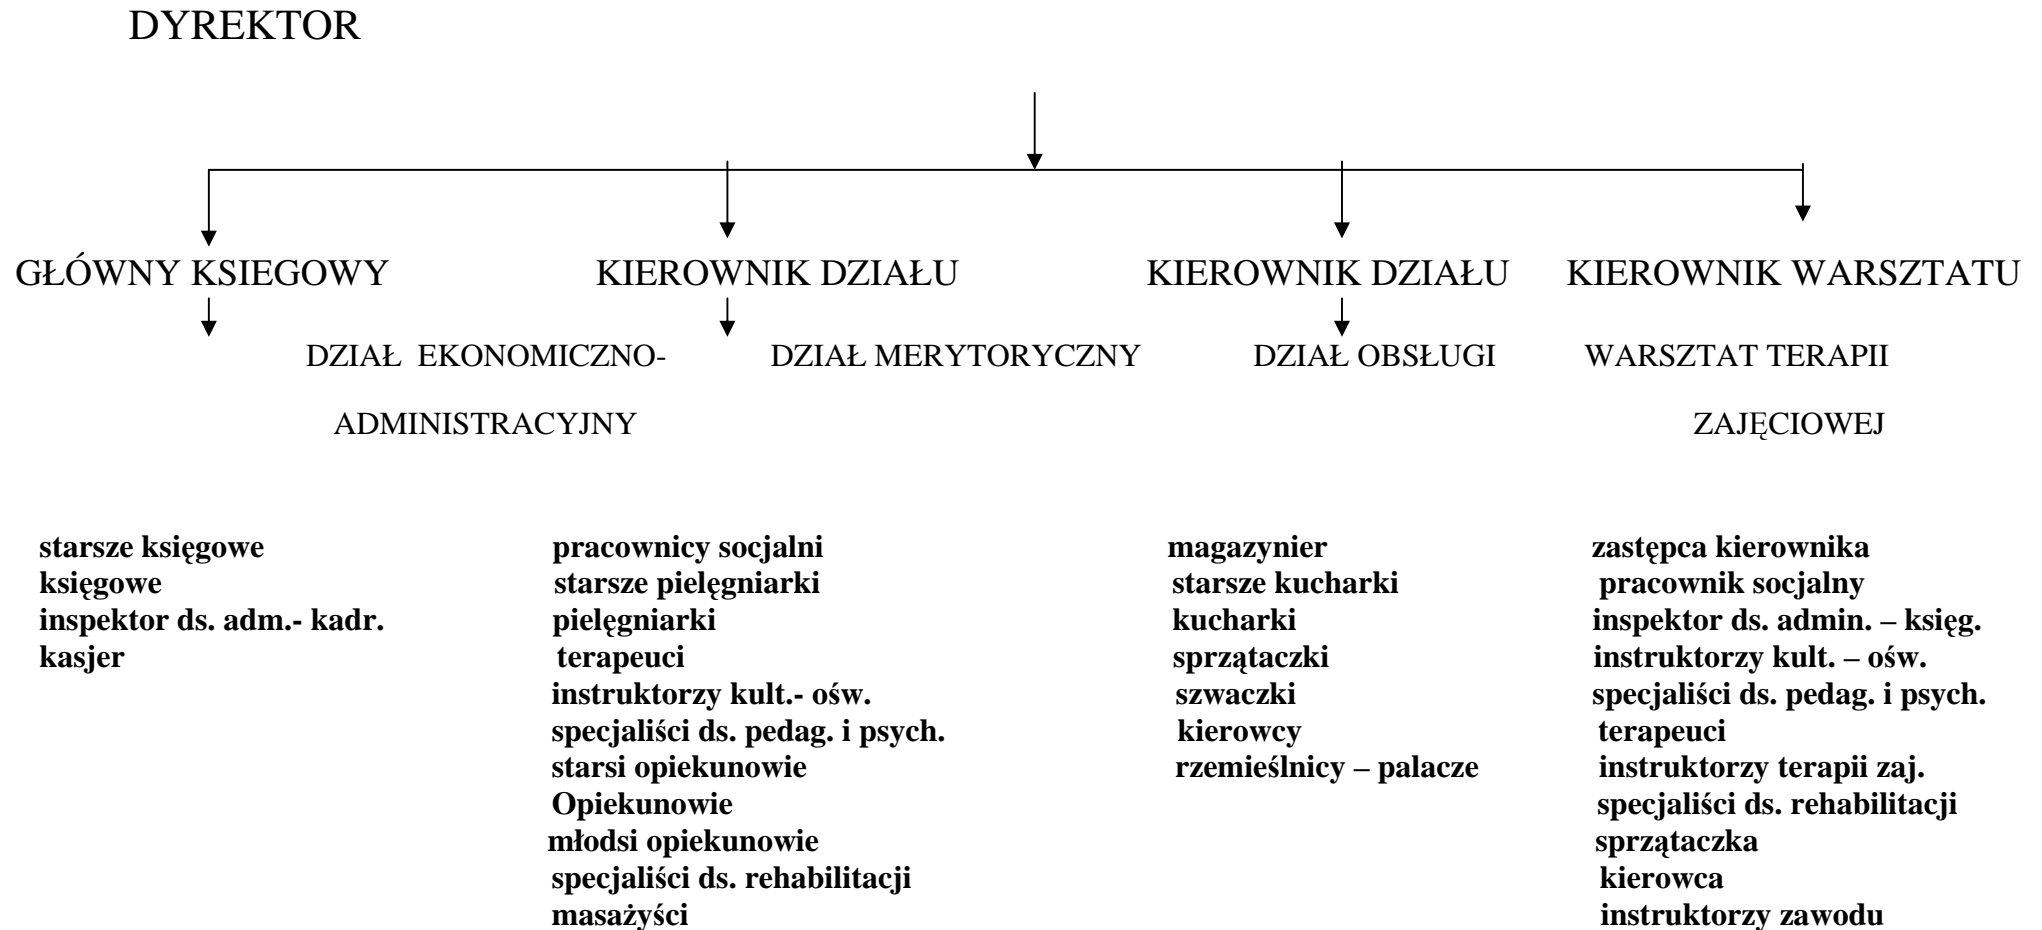 DYREKTOR
GŁÓWNY KSIEGOWY KIEROWNIK DZIAŁU KIEROWNIK DZIAŁU KIEROWNIK WARSZTATU
DZIAŁ EKONOMICZNO- DZIAŁ MERYTORYCZNY DZIAŁ OBSŁUGI WARSZTAT TERAPII
ADMINISTRACYJNY ZAJĘCIOWEJ
starsze księgowe pracownicy socjalni magazynier zastępca kierownika
księgowe starsze pielęgniarki starsze kucharki pracownik socjalny
inspektor ds. adm.- kadr. pielęgniarki kucharki inspektor ds. admin. – księg.
kasjer terapeuci sprzątaczki instruktorzy kult. – ośw.
instruktorzy kult.- ośw. szwaczki specjaliści ds. pedag. i psych.
specjaliści ds. pedag. i psych. kierowcy terapeuci
starsi opiekunowie rzemieślnicy – palacze instruktorzy terapii zaj.
Opiekunowie specjaliści ds. rehabilitacji
młodsi opiekunowie sprzątaczka
specjaliści ds. rehabilitacji kierowca
masażyści instruktorzy zawodu